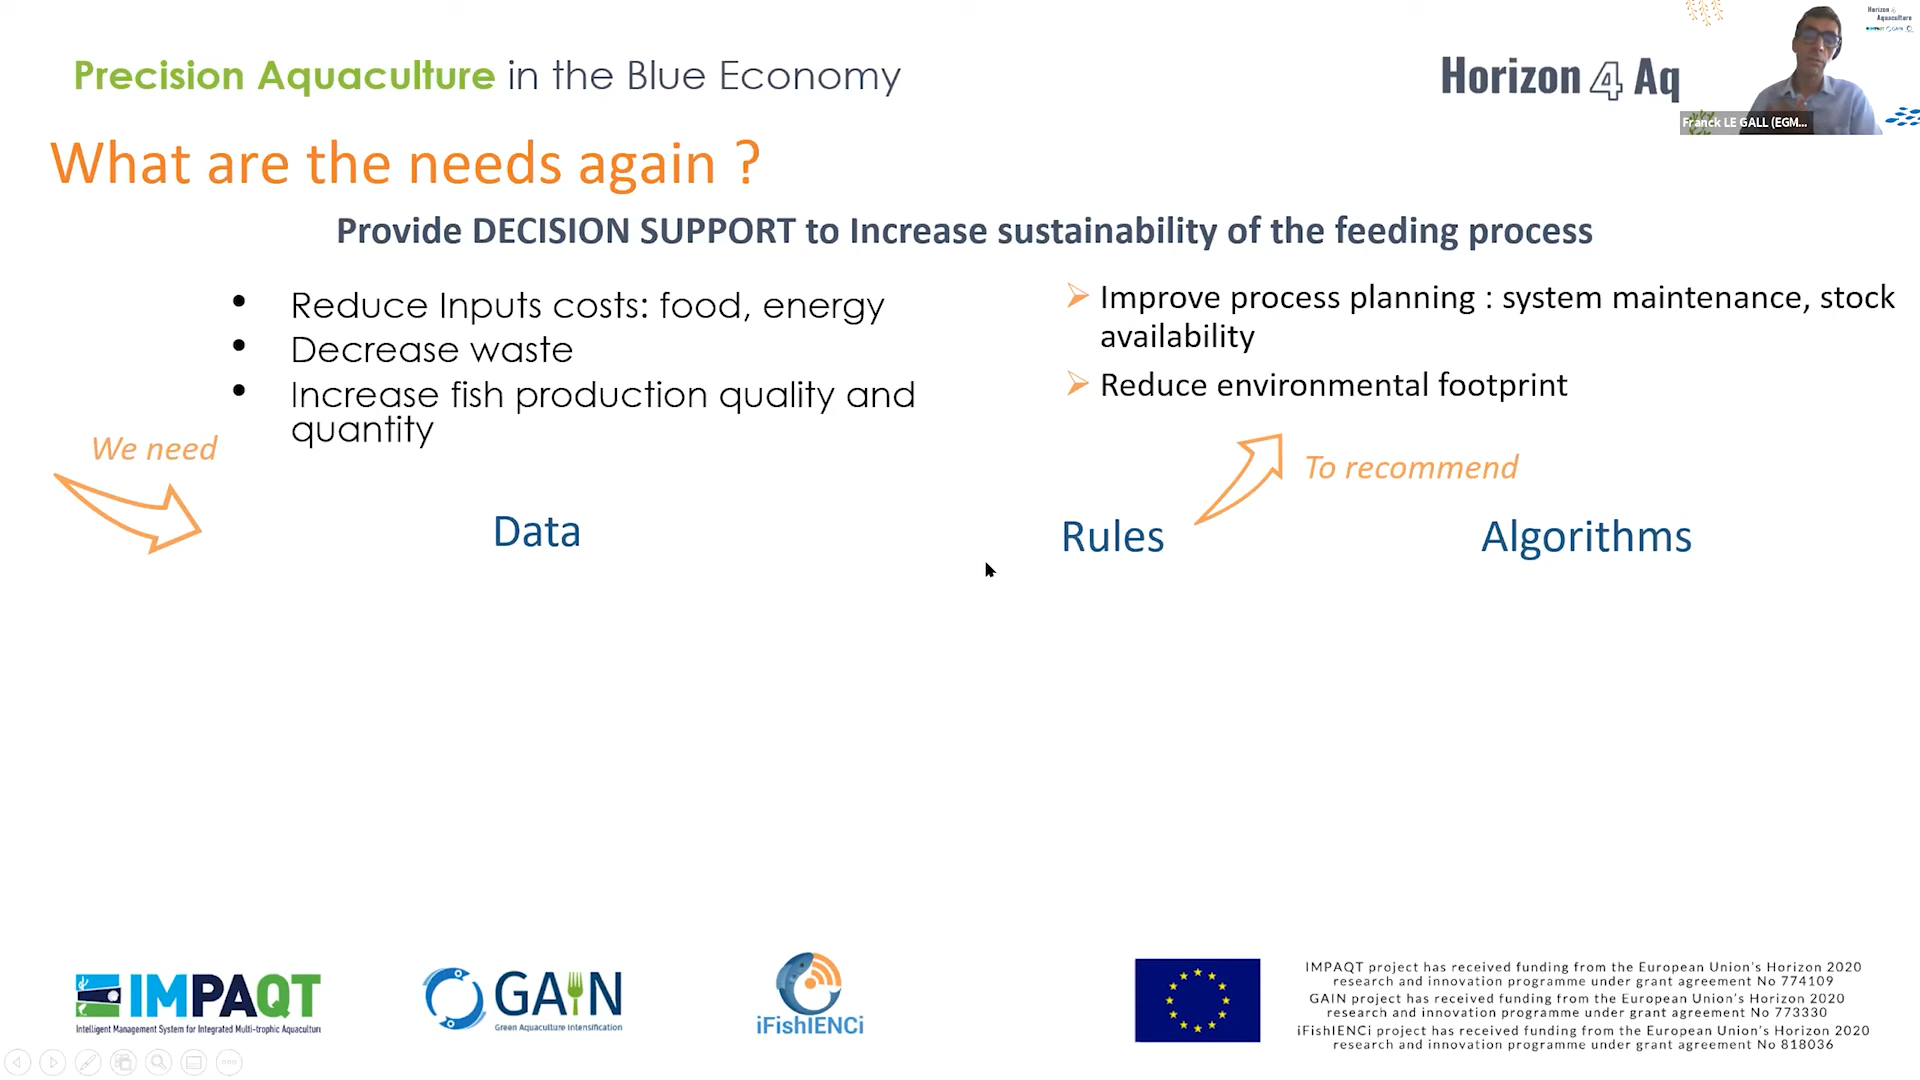 Precision Aquaculture in the Blue Economy
Horizon 4 Aq
Horizon 4
Aquaculture
Franck LE GALL (EGM...
What are the needs again ?
Provide DECISION SUPPORT to Increase sustainability of the feeding process
• Reduce Inputs costs: food, energy
• Decrease waste
• Increase fish production quality and
quantity
Improve process planning : system maintenance, stock
availability
Reduce environmental footprint
We need
To recommend
Data
Rules
Algorithms
IMPAQT
Intelligent Management System for Integrated Multi-trophic Aquacultur
GAIN
Green Aquaculture Intensification
iFishIENCi
IMPAQT project has received funding from the European Union's Horizon 2020
research and innovation programme under grant agreement No 774109
GAIN project has received funding from the European Union's Horizon 2020
research and innovation programme under grant agreement No 773330
iFishIENCi project has received funding from the European Union's Horizon 2020
research and innovation programme under grant agreement No 818036